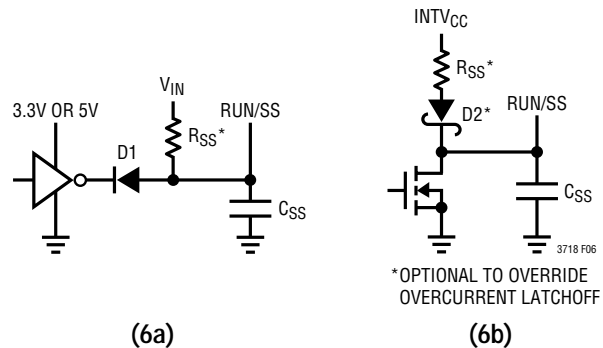 V_IN
R_SS*
3.3V OR 5V
D1
RUN/SS
C_SS
(6a)
INTV_CC
R_SS*
D2*
RUN/SS
C_SS
3718 F06
*OPTIONAL TO OVERRIDE
OVERCURRENT LATCHOFF
(6b)